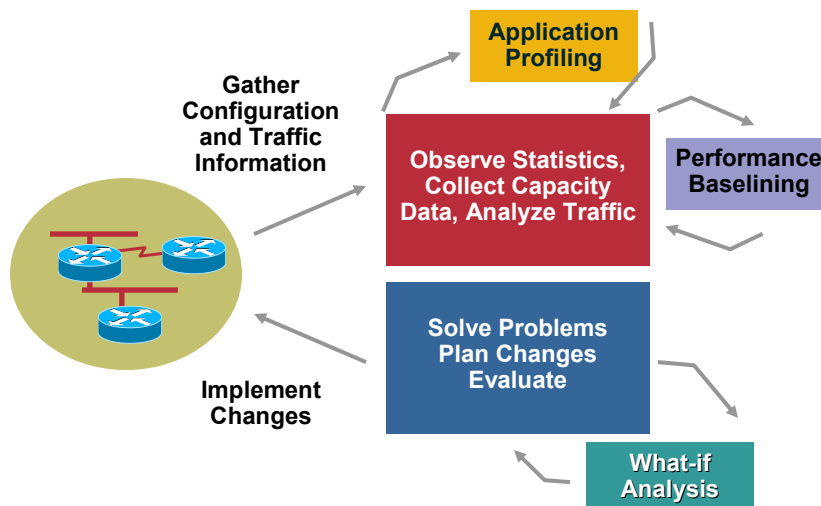 Application
Profiling
Gather
Configuration
and Traffic
Information
Observe Statistics,
Collect Capacity
Data, Analyze Traffic
Performance
Baselining
Solve Problems
Plan Changes
Evaluate
Implement
Changes
What-if
Analysis